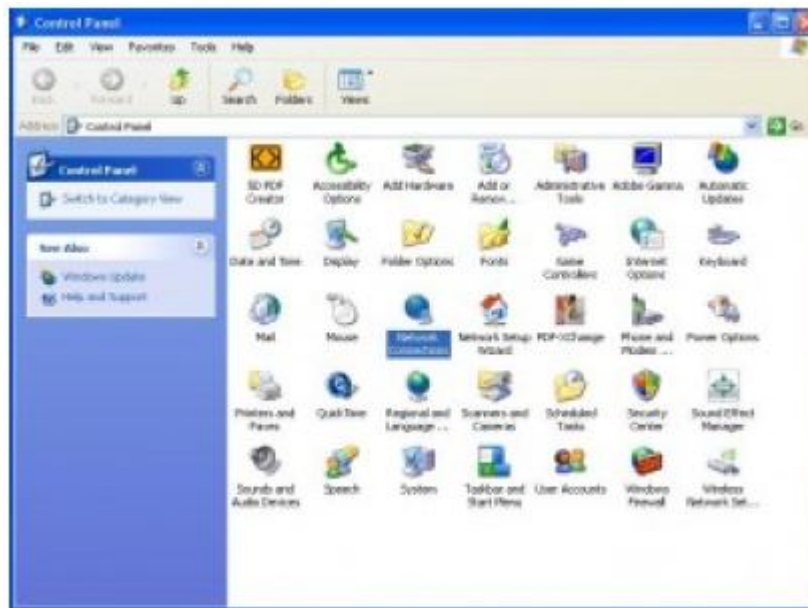 Control Panel
File Edit View Favorites Tools Help
Back Forward Up Search Folders Views
Address Control Panel Go
Control Panel
Switch to Category View
See Also
Windows Update
Help and Support
SD PDF Creator
Accessibility Options
Add Hardware
Add or Remov...
Administrative Tools
Adobe Gamma
Automatic Updates
Date and Time
Display
Folder Options
Fonts
Game Controllers
Internet Options
Keyboard
Mail
Mouse
Network Connections
Network Setup Wizard
PDF-XChange
Phone and Modem ...
Power Options
Printers and Faxes
QuickTime
Regional and Language ...
Scanners and Cameras
Scheduled Tasks
Security Center
Sound Effect Manager
Sounds and Audio Devices
Speech
System
Taskbar and Start Menu
User Accounts
Windows Firewall
Wireless Network Set...